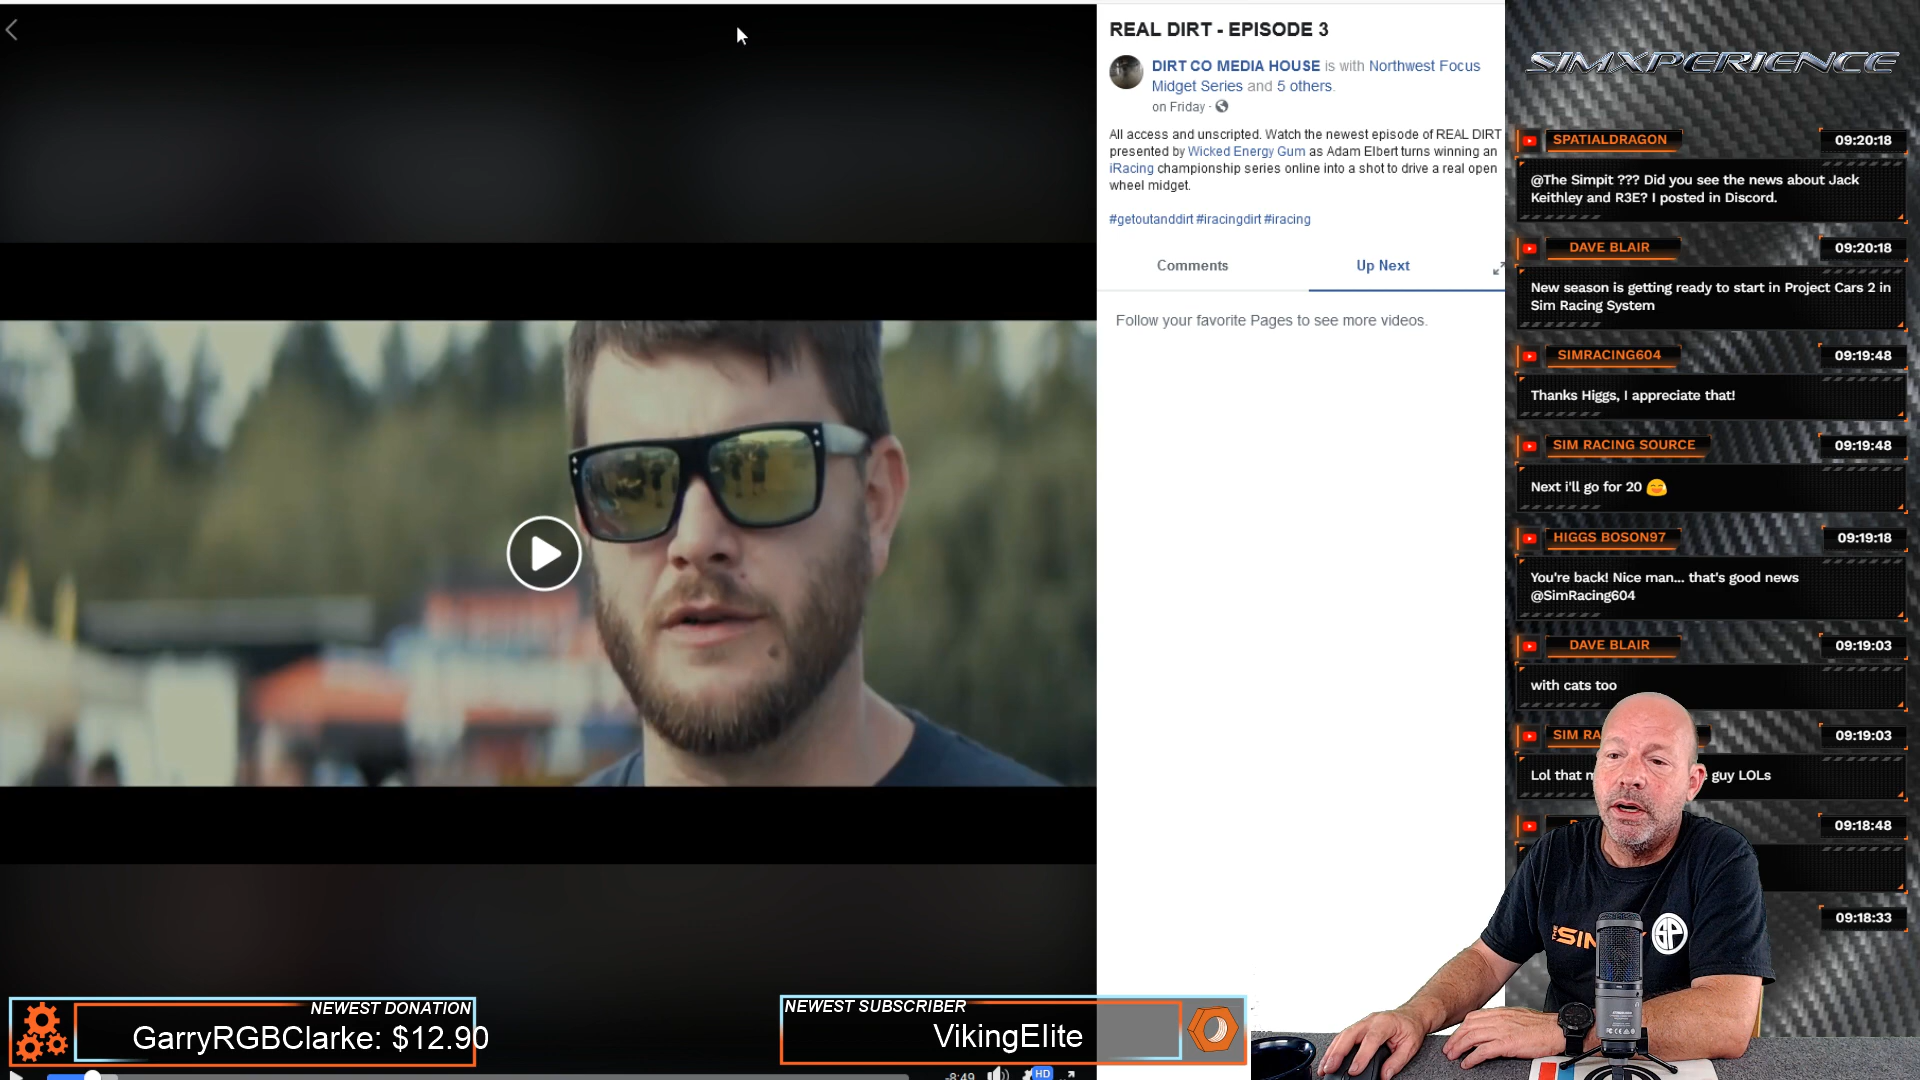 REAL DIRT - EPISODE 3
DIRT CO MEDIA HOUSE is with Northwest Focus
Midget Series and 5 others.
on Friday ·
All access and unscripted. Watch the newest episode of REAL DIRT
presented by Wicked Energy Gum as Adam Elbert turns winning an
iRacing championship series online into a shot to drive a real open
wheel midget.
#getoutanddirt #iracingdirt #iracing
Comments
Up Next
Follow your favorite Pages to see more videos.
SIMXPERIENCE
SPATIALDRAGON
09:20:18
@The Simpit ??? Did you see the news about Jack
Keithley and R3E? I posted in Discord.
DAVE BLAIR
09:20:18
New season is getting ready to start in Project Cars 2 in
Sim Racing System
SIMRACING604
09:19:48
Thanks Higgs, I appreciate that!
SIM RACING SOURCE
09:19:48
Next i'll go for 20 🤗
HIGGS BOSON97
09:19:18
You're back! Nice man... that's good news
@SimRacing604
DAVE BLAIR
09:19:03
with cats too
SIM RA
09:19:03
Lol that guy LOLs
09:18:48
09:18:33
NEWEST DONATION
GarryRGBClarke: $12.90
NEWEST SUBSCRIBER
VikingElite
-8:49
HD